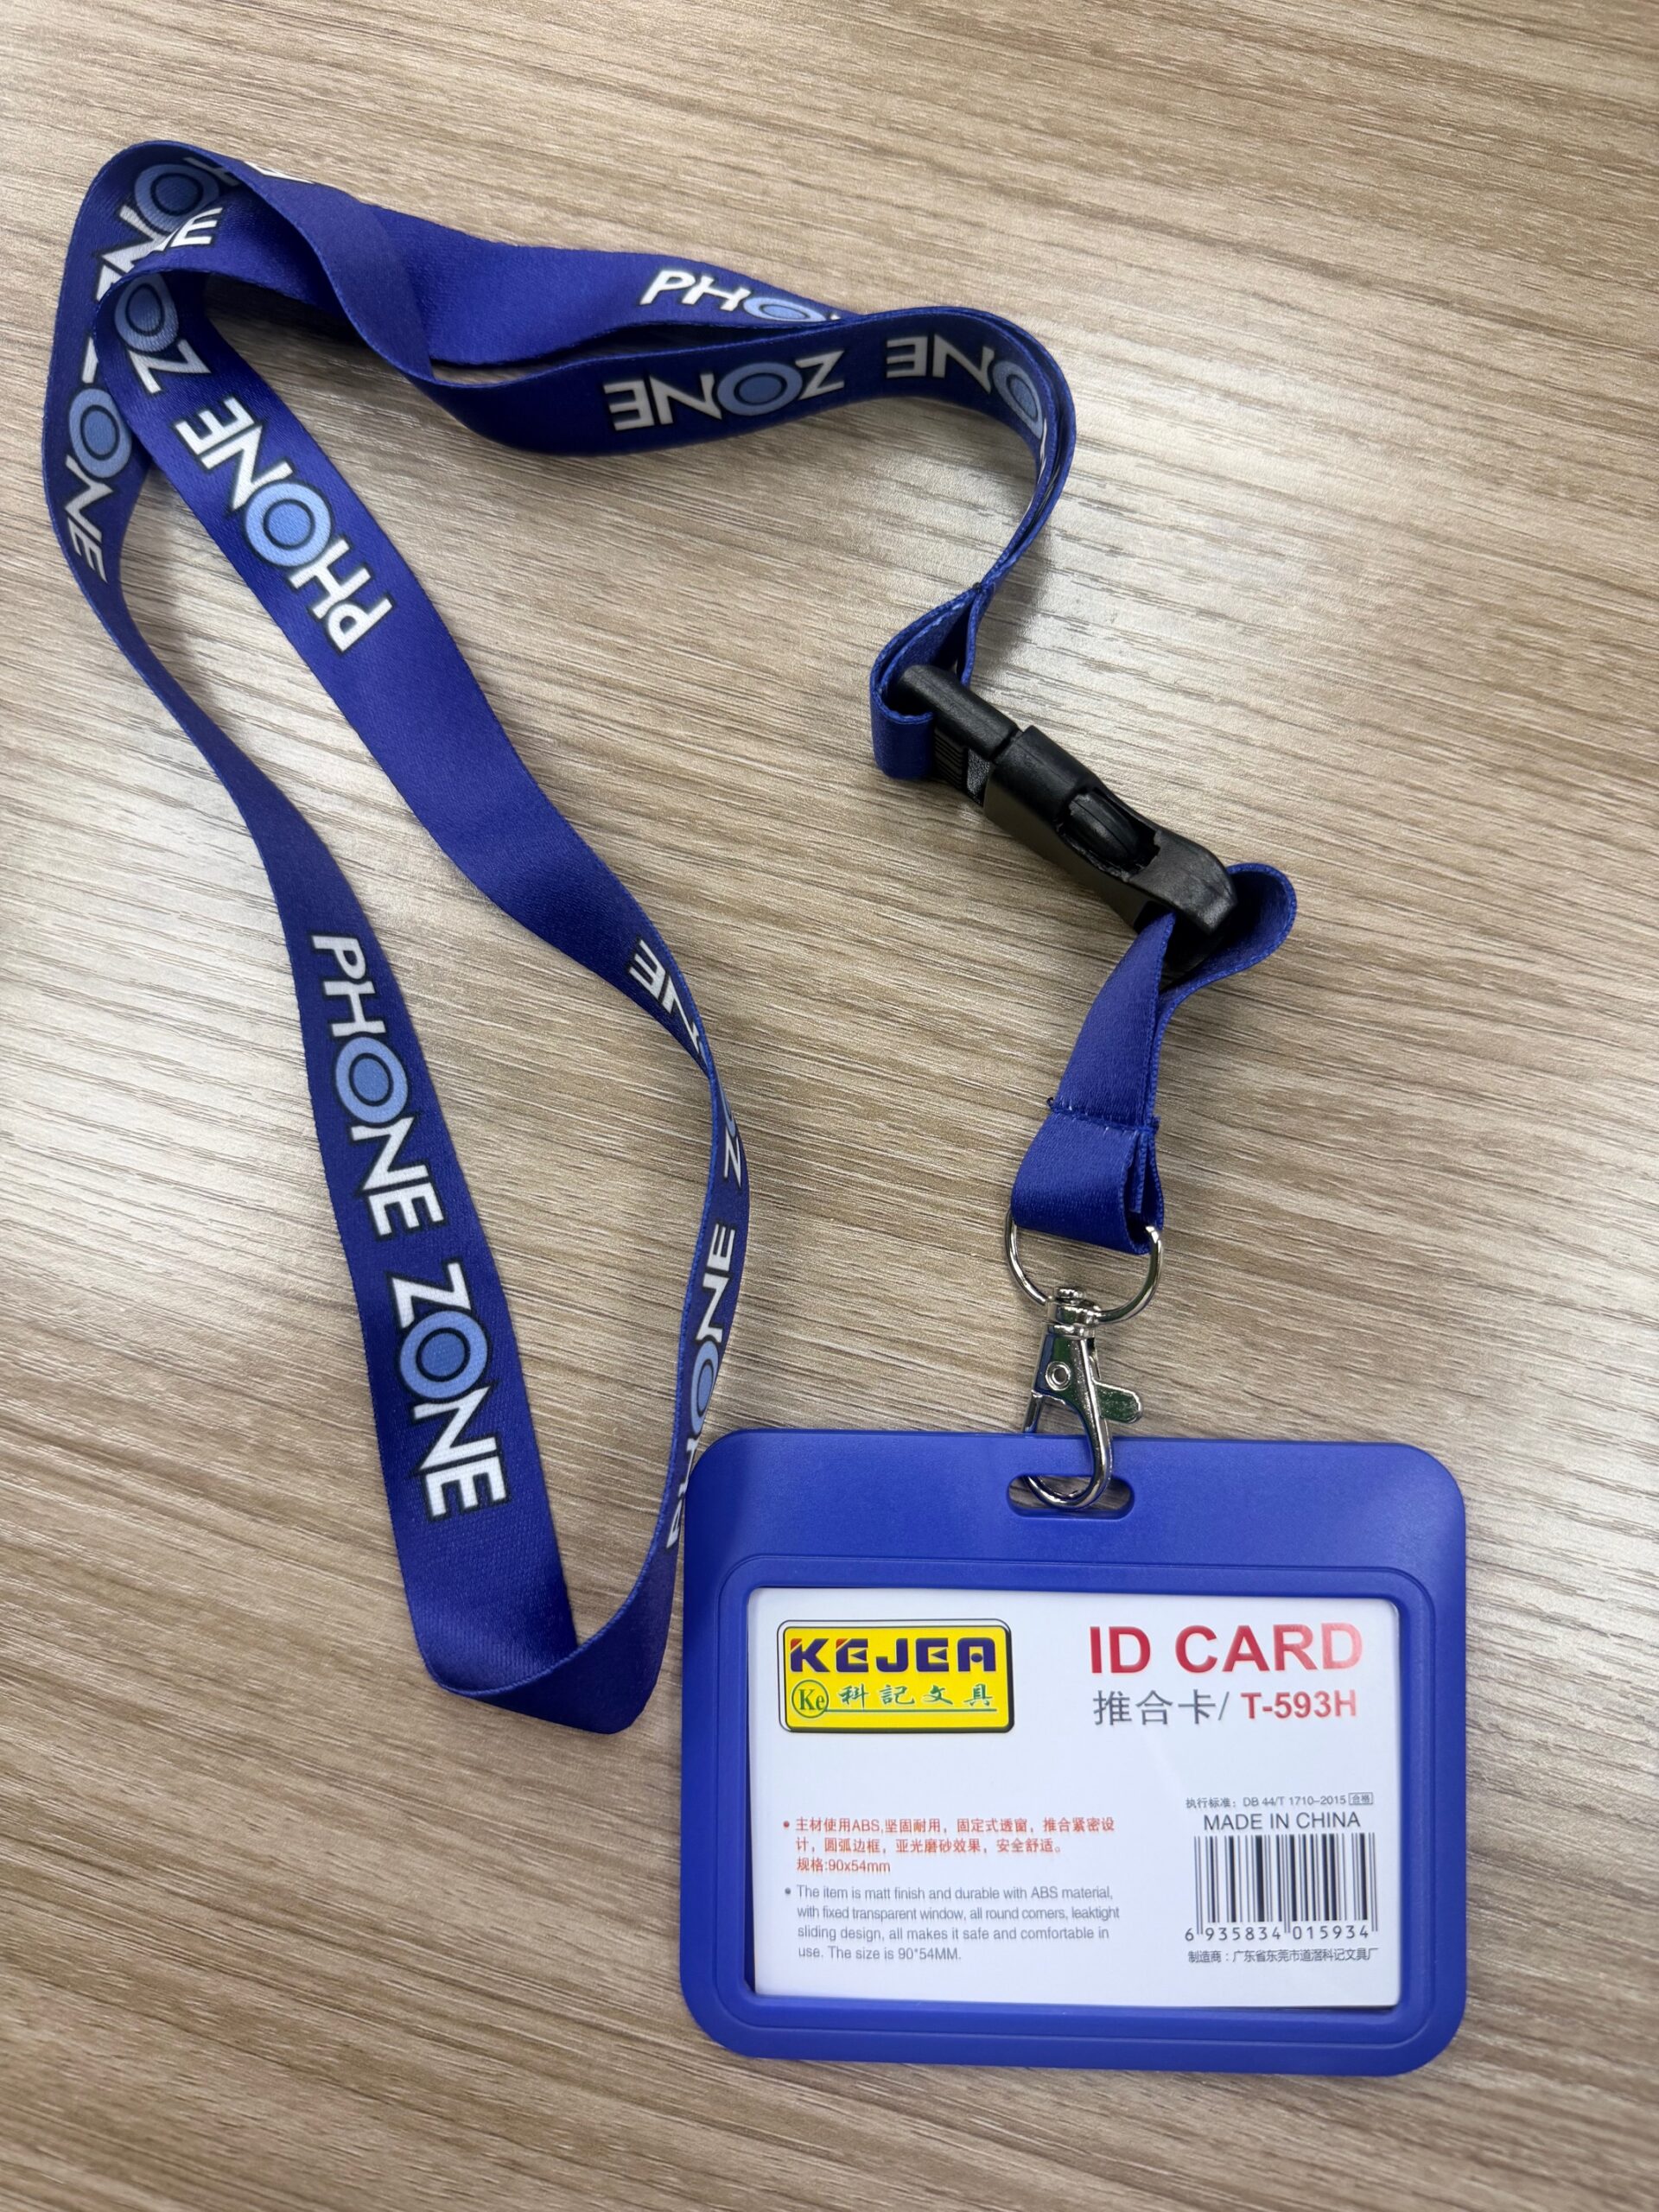 PHONE ZONE
PHO
ZONE
ONE
PHONE ZONE
ONE
PHONE ZONE
NE
PHONE
KEJEA
Ke 科記文具
ID CARD
推合卡/ T-593H
执行标准：DB 44/T 1710-2015 合格
MADE IN CHINA
• 主材使用ABS,坚固耐用，固定式透窗，推合紧密设
计，圆弧边框，亚光磨砂效果，安全舒适。
规格:90x54mm
• The item is matt finish and durable with ABS material,
with fixed transparent window, all round corners, leaktight
sliding design, all makes it safe and comfortable in
use. The size is 90*54MM.
6 935834 015934
制造商：广东省东莞市道滘科记文具厂